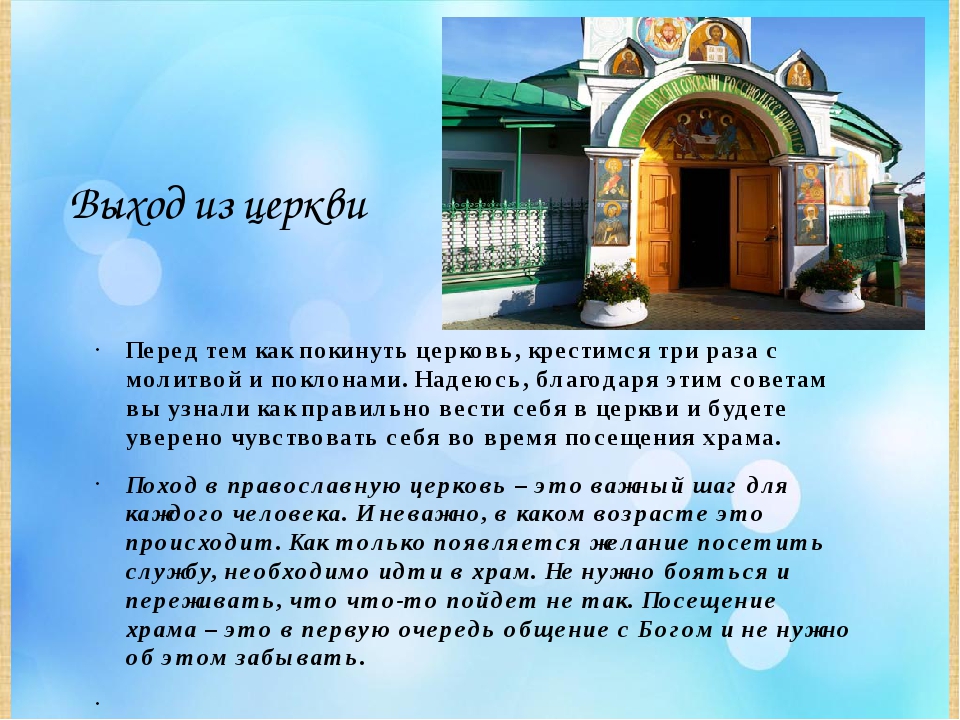 СПАСИ СОХРАНИ РОССИЮ
Выход из церкви
· Перед тем как покинуть церковь, крестимся три раза с
молитвой и поклонами. Надеюсь, благодаря этим советам
вы узнали как правильно вести себя в церкви и будете
уверено чувствовать себя во время посещения храма.
· Поход в православную церковь – это важный шаг для
каждого человека. И неважно, в каком возрасте это
происходит. Как только появляется желание посетить
службу, необходимо идти в храм. Не нужно бояться и
переживать, что что-то пойдет не так. Посещение
храма – это в первую очередь общение с Богом и не нужно
об этом забывать.
·